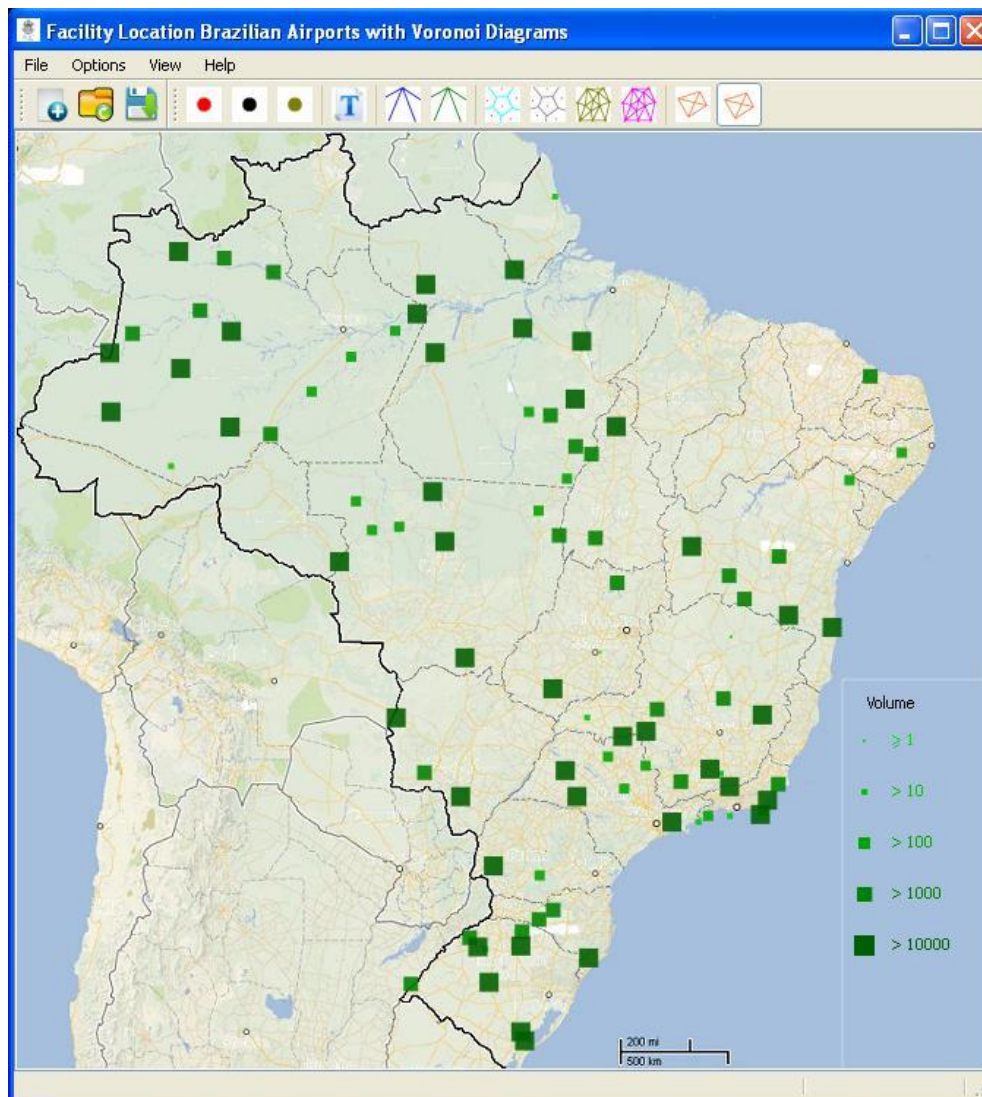 Facility Location Brazilian Airports with Voronoi Diagrams
File Options View Help
T
Volume
⩾ 1
> 10
> 100
> 1000
> 10000
200 mi
500 km